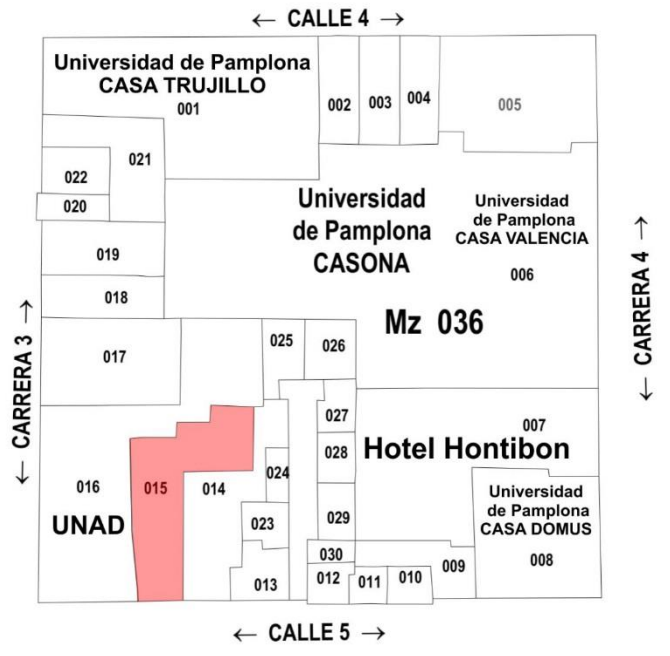 ← CALLE 4 →
Universidad de Pamplona
CASA TRUJILLO
001
002
003
004
005
021
022
020
019
018
017
Universidad
de Pamplona
CASONA
Universidad
de Pamplona
CASA VALENCIA
006
Mz 036
← CARRERA 3 →
← CARRERA 4 →
025
026
027
028
029
030
024
023
007
Hotel Hontibon
016
UNAD
015
014
013
012
011
010
009
Universidad
de Pamplona
CASA DOMUS
008
← CALLE 5 →